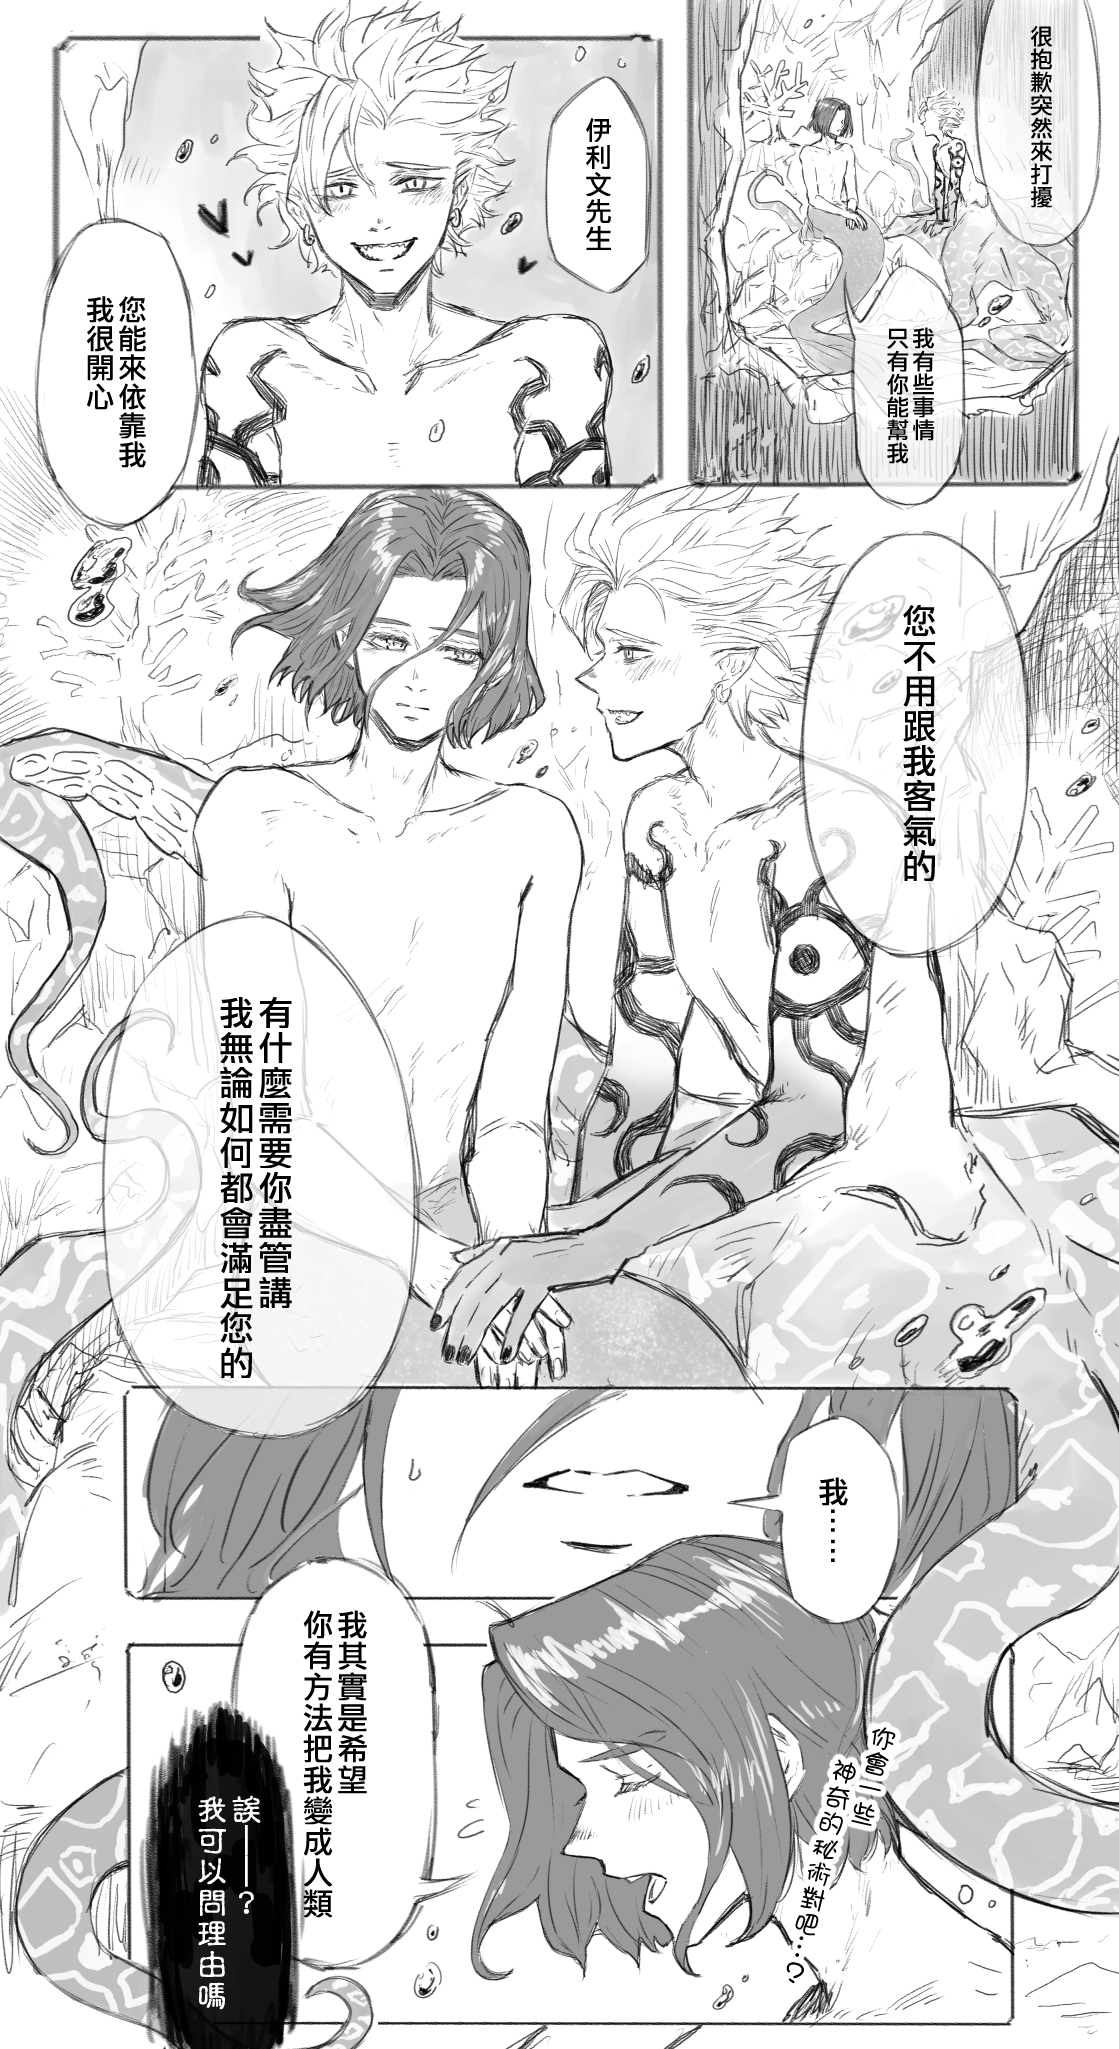 很抱歉突然來打擾
我有些事情
只有你能幫我
伊利文先生
您能來依靠我
我很開心
您不用跟我客氣的
有什麼需要你盡管講
我無論如何都會滿足您的
我……
我其實是希望
你有方法把我變成人類
你會一些
神奇的秘術對吧…?
誒——?
我可以問理由嗎